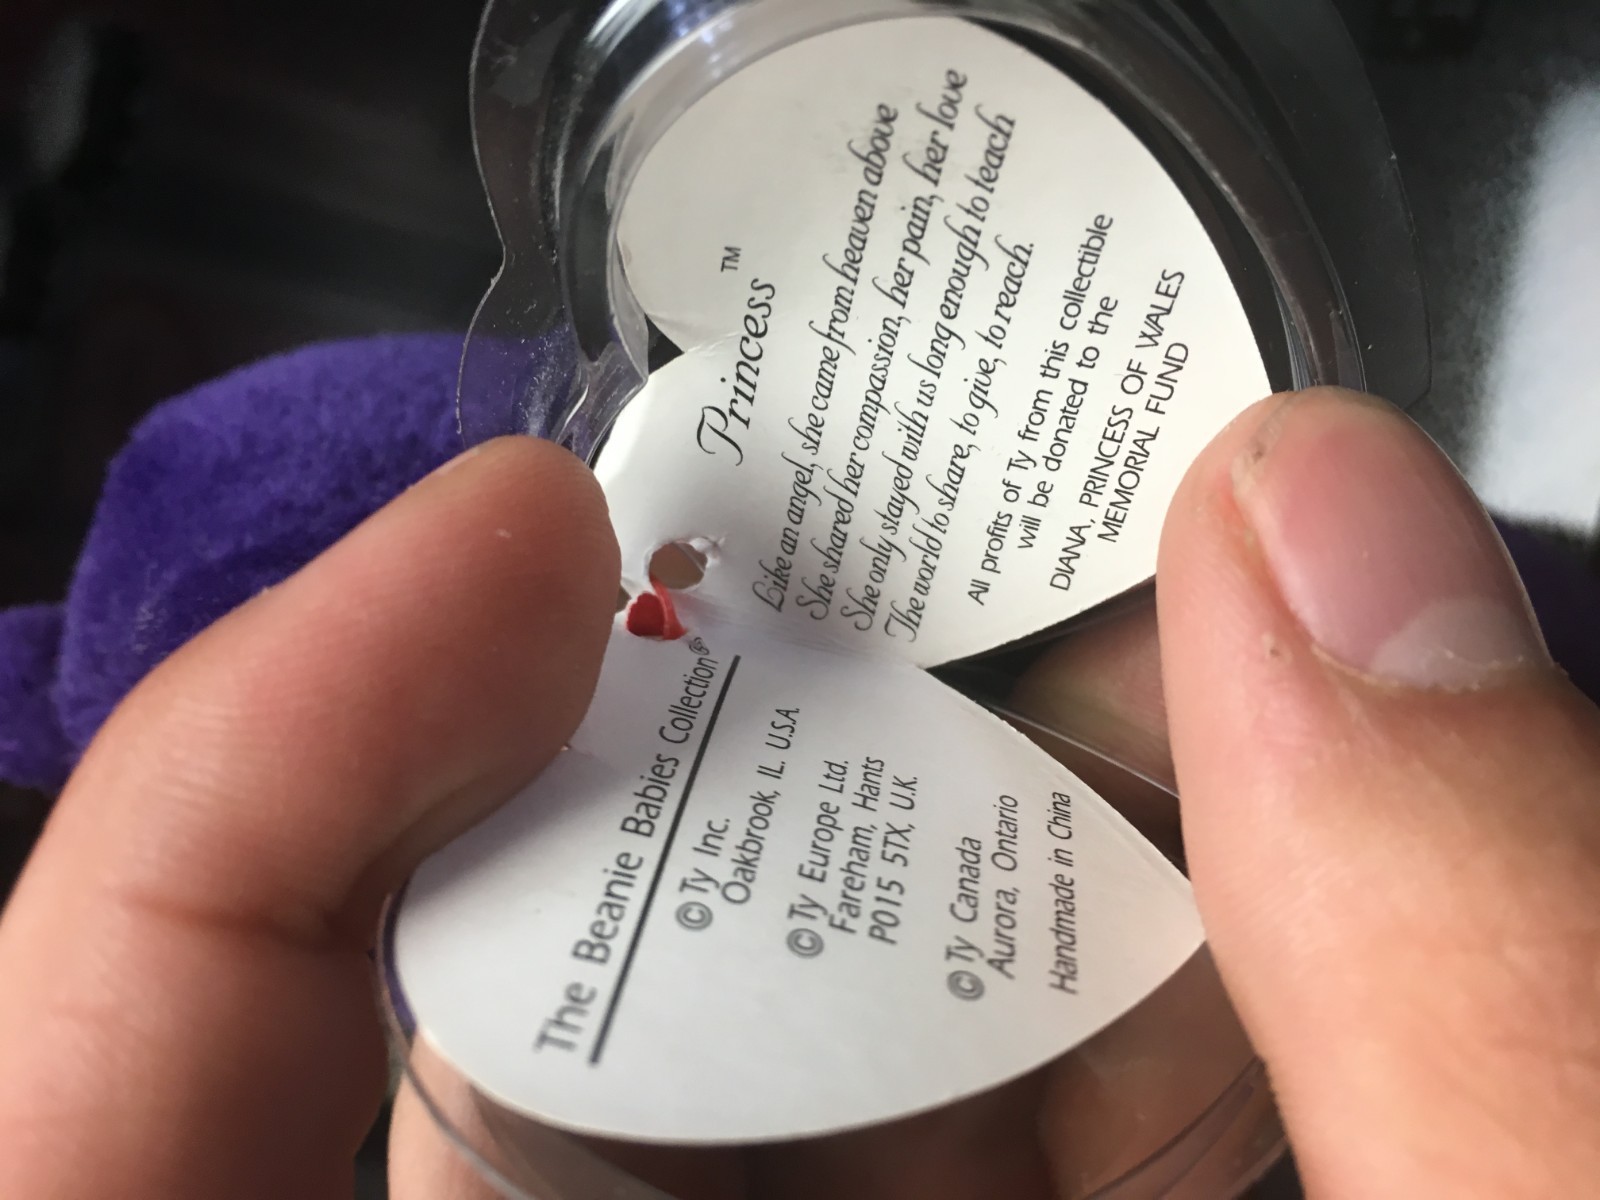 The Beanie Babies Collection®
© Ty Inc.
Oakbrook, IL. U.S.A.
© Ty Europe Ltd.
Fareham, Hants
P015 5TX, U.K.
© Ty Canada
Aurora, Ontario
Handmade in China
Princess™
Like an angel, she came from heaven above
She shared her compassion, her pain, her love
She only stayed with us long enough to teach
The world to share, to give, to reach.
All profits of Ty from this collectible
will be donated to the
DIANA, PRINCESS OF WALES
MEMORIAL FUND